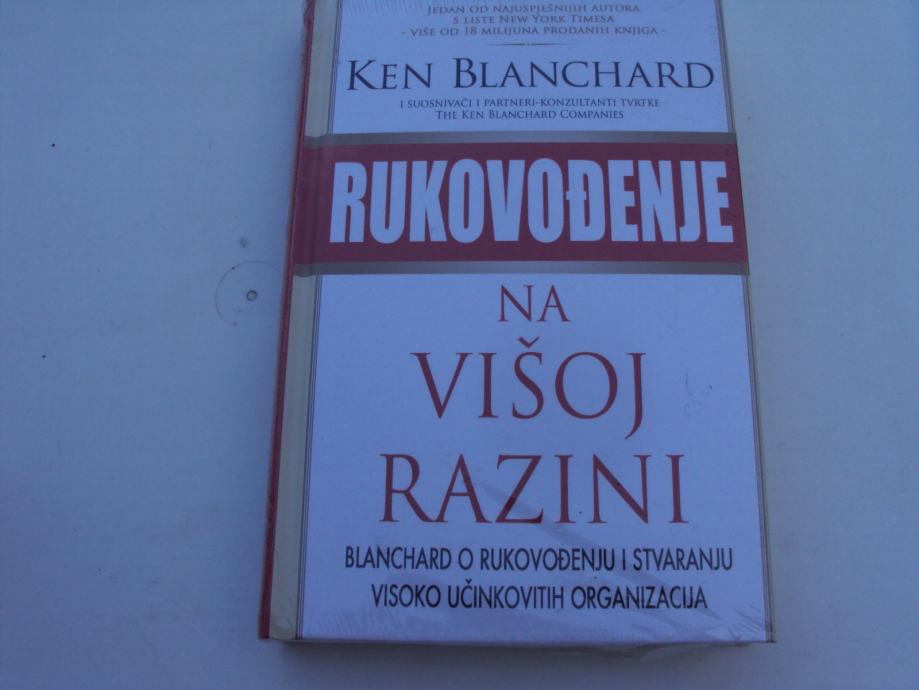 JEDAN OD NAJUSPJEŠNIJIH AUTORA
S LISTE NEW YORK TIMESA
- VIŠE OD 18 MILIJUNA PRODANIH KNJIGA -
KEN BLANCHARD
I SUOSNIVAČI I PARTNERI-KONZULTANTI TVRTKE
THE KEN BLANCHARD COMPANIES
RUKOVOĐENJE
NA
VIŠOJ
RAZINI
BLANCHARD O RUKOVOĐENJU I STVARANJU
VISOKO UČINKOVITIH ORGANIZACIJA